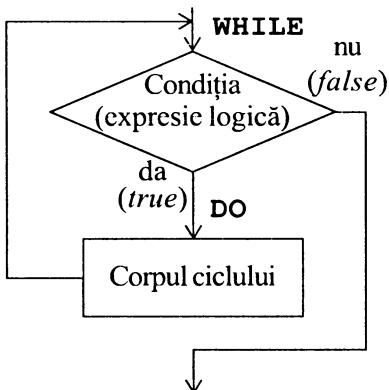 WHILE
Condiția
(expresie logică)
nu
(false)
da
(true)
DO
Corpul ciclului